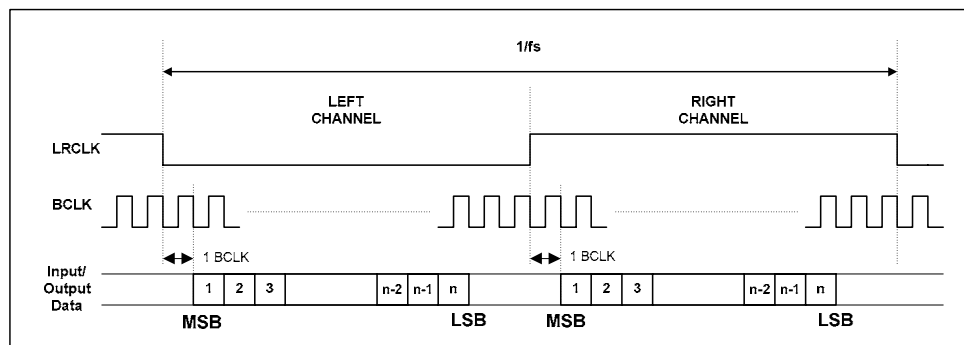 1/fs
LEFT
CHANNEL
RIGHT
CHANNEL
LRCLK
BCLK
1 BCLK
1 BCLK
Input/
Output
Data
1 2 3 n-2 n-1 n 1 2 3 n-2 n-1 n
MSB LSB MSB LSB